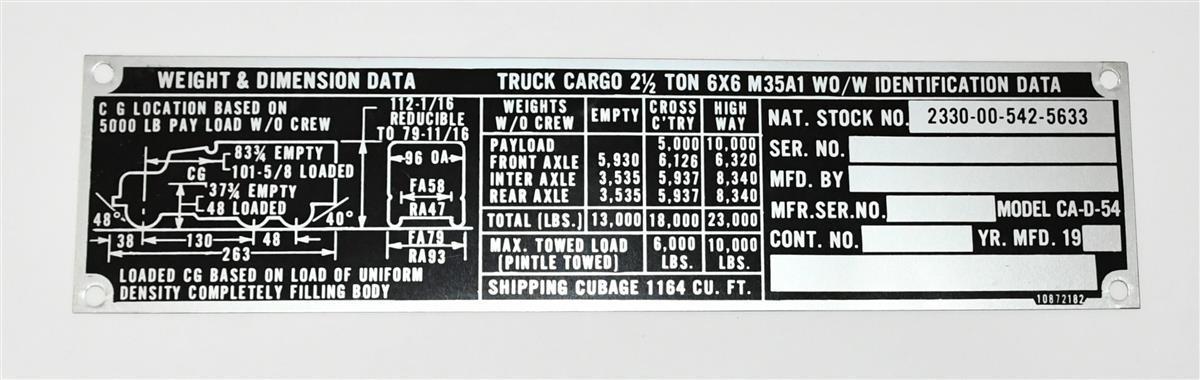 WEIGHT & DIMENSION DATA
TRUCK CARGO 2½ TON 6X6 M35A1 WO/W IDENTIFICATION DATA
C G LOCATION BASED ON
5000 LB PAY LOAD W/O CREW
112-1/16
REDUCIBLE
TO 79-11/16
83¾ EMPTY
101-5/8 LOADED
CG
37¾ EMPTY
48 LOADED
48°
40°
38 130 48
263
96 OA
FA58
RA47
FA79
RA93
LOADED CG BASED ON LOAD OF UNIFORM
DENSITY COMPLETELY FILLING BODY
WEIGHTS W/O CREW EMPTY CROSS C'TRY HIGH WAY
PAYLOAD 5,000 10,000
FRONT AXLE 5,930 6,126 6,320
INTER AXLE 3,535 5,937 8,340
REAR AXLE 3,535 5,937 8,340
TOTAL (LBS.) 13,000 18,000 23,000
MAX. TOWED LOAD (PINTLE TOWED) 6,000 LBS. 10,000 LBS.
SHIPPING CUBAGE 1164 CU. FT.
NAT. STOCK NO. 2330-00-542-5633
SER. NO.
MFD. BY
MFR.SER.NO. MODEL CA-D-54
CONT. NO. YR. MFD. 19
10872182